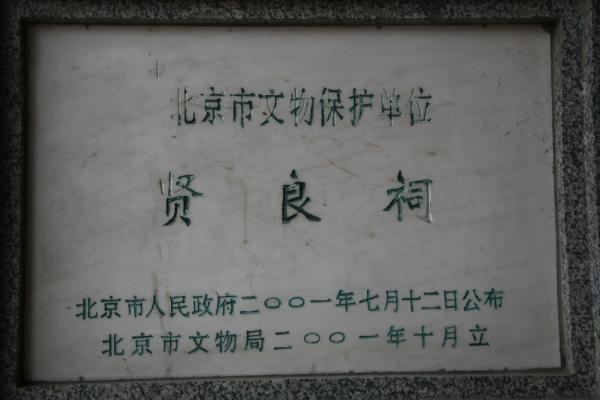 北京市文物保护单位
贤良祠
北京市人民政府二〇〇一年七月十二日公布
北京市文物局二〇〇一年十月立